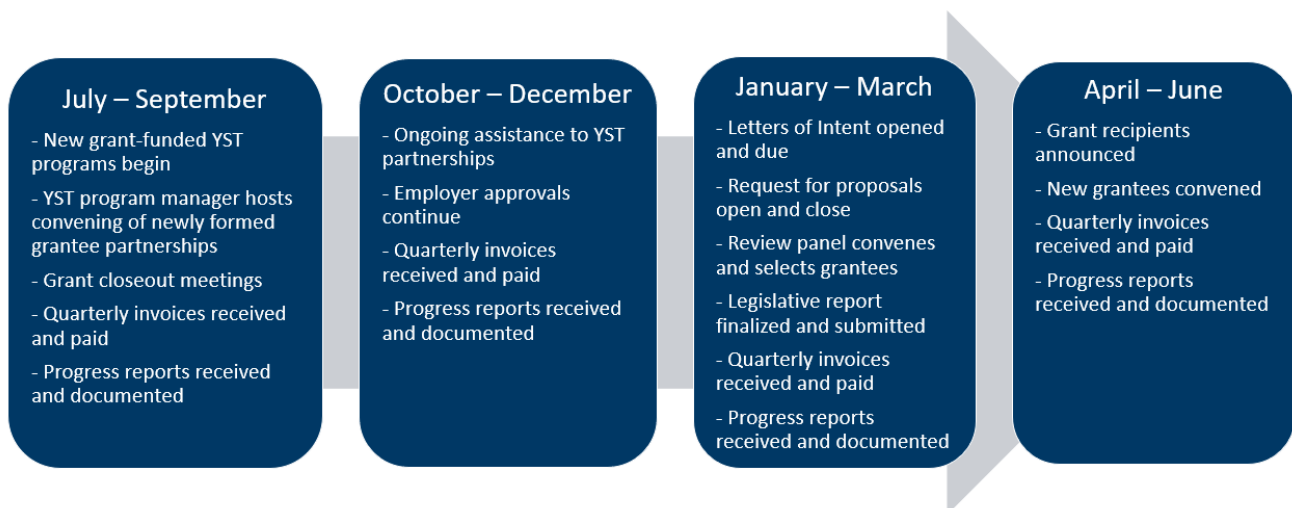 July – September
- New grant-funded YST
programs begin
- YST program manager hosts
convening of newly formed
grantee partnerships
- Grant closeout meetings
- Quarterly invoices received
and paid
- Progress reports received
and documented
October – December
- Ongoing assistance to YST
partnerships
- Employer approvals
continue
- Quarterly invoices
received and paid
- Progress reports received
and documented
January – March
- Letters of Intent opened
and due
- Request for proposals
open and close
- Review panel convenes
and selects grantees
- Legislative report
finalized and submitted
- Quarterly invoices
received and paid
- Progress reports
received and documented
April – June
- Grant recipients
announced
- New grantees convened
- Quarterly invoices
received and paid
- Progress reports
received and documented